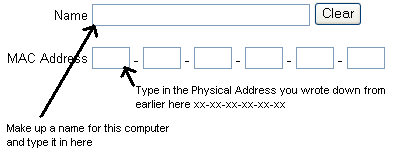 Name Clear
MAC Address - - - - -
Type in the Physical Address you wrote down from
earlier here xx-xx-xx-xx-xx-xx
Make up a name for this computer
and type it in here